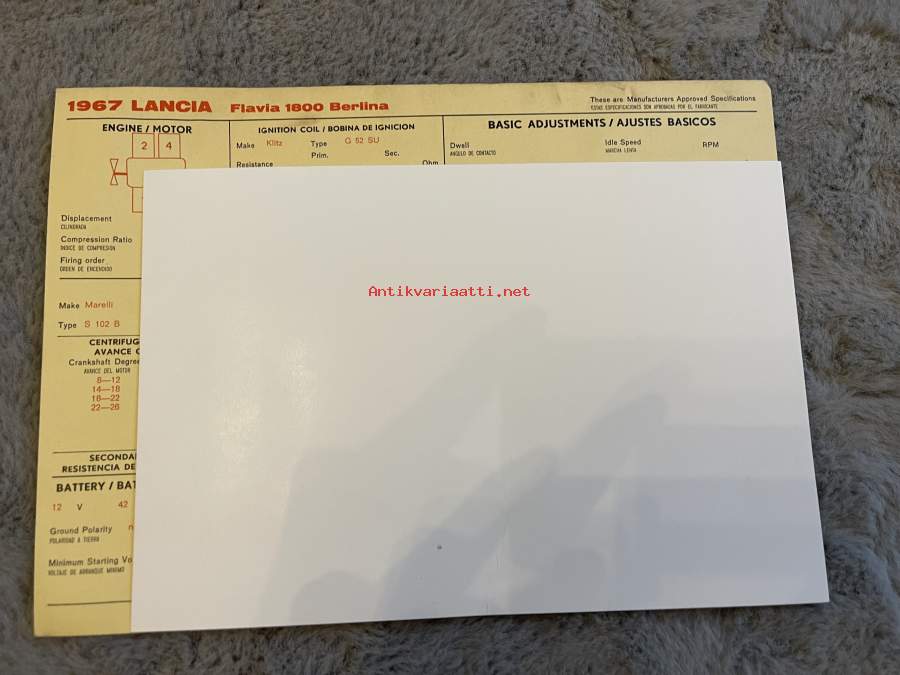 1967 LANCIA Flavia 1800 Berlina
These are Manufacturers Approved Specifications
ESTAS ESPECIFICACIONES SON APROBADAS POR EL FABRICANTE
ENGINE / MOTOR
2 4
Displacement
CILINDRADA
Compression Ratio
INDICE DE COMPRESION
Firing order
ORDEN DE ENCENDIDO
IGNITION COIL / BOBINA DE IGNICION
Make Klitz Type G 52 SU
Prim. Sec.
Resistance Ohm
BASIC ADJUSTMENTS / AJUSTES BASICOS
Dwell Idle Speed RPM
ANGULO DE CONTACTO MARCHA LENTA
Antikvariaatti.net
Make Marelli
Type S 102 B
CENTRIFUG
AVANCE C
Crankshaft Degre
AVANCE DEL MOTOR
8—12
14—18
18—22
22—26
SECONDA
RESISTENCIA DE
BATTERY / BAT
12 V 42
Ground Polarity n
POLARIDAD A TIERRA
Minimum Starting Vo
VOLTAJE DE ARRANQUE MINIMO